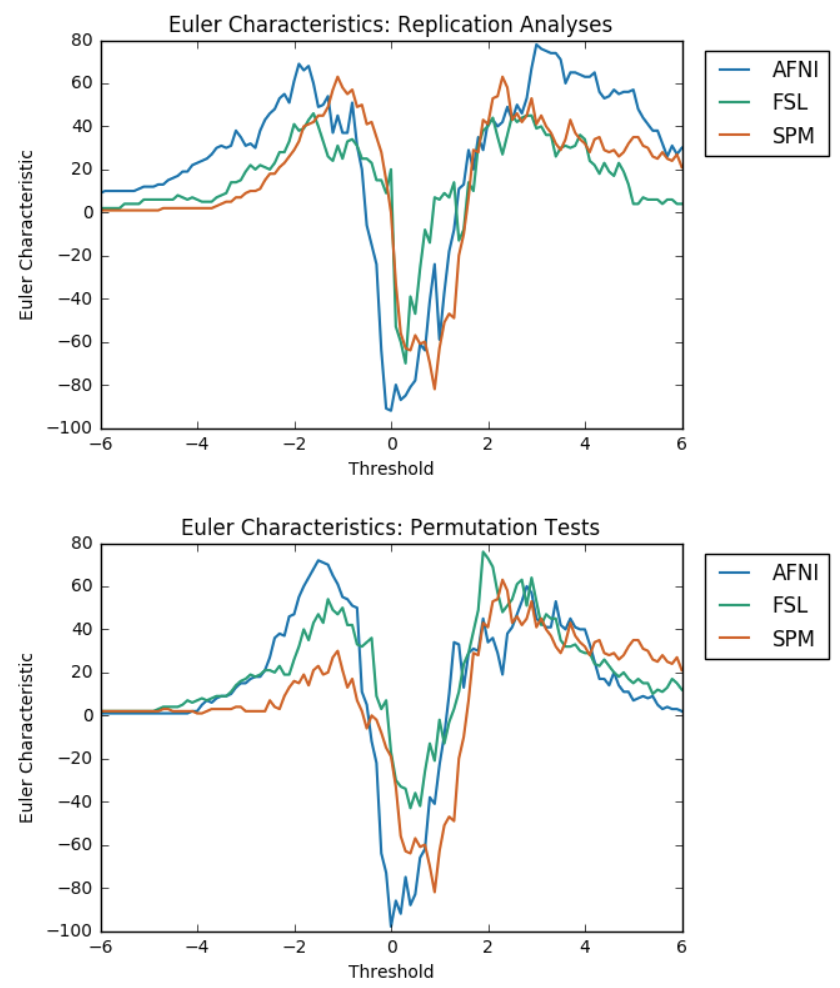 Euler Characteristics: Replication Analyses
80
60
40
20
0
−20
−40
−60
−80
−100
Euler Characteristic
−6 −4 −2 0 2 4 6
Threshold
AFNI
FSL
SPM
Euler Characteristics: Permutation Tests
80
60
40
20
0
−20
−40
−60
−80
−100
Euler Characteristic
−6 −4 −2 0 2 4 6
Threshold
AFNI
FSL
SPM